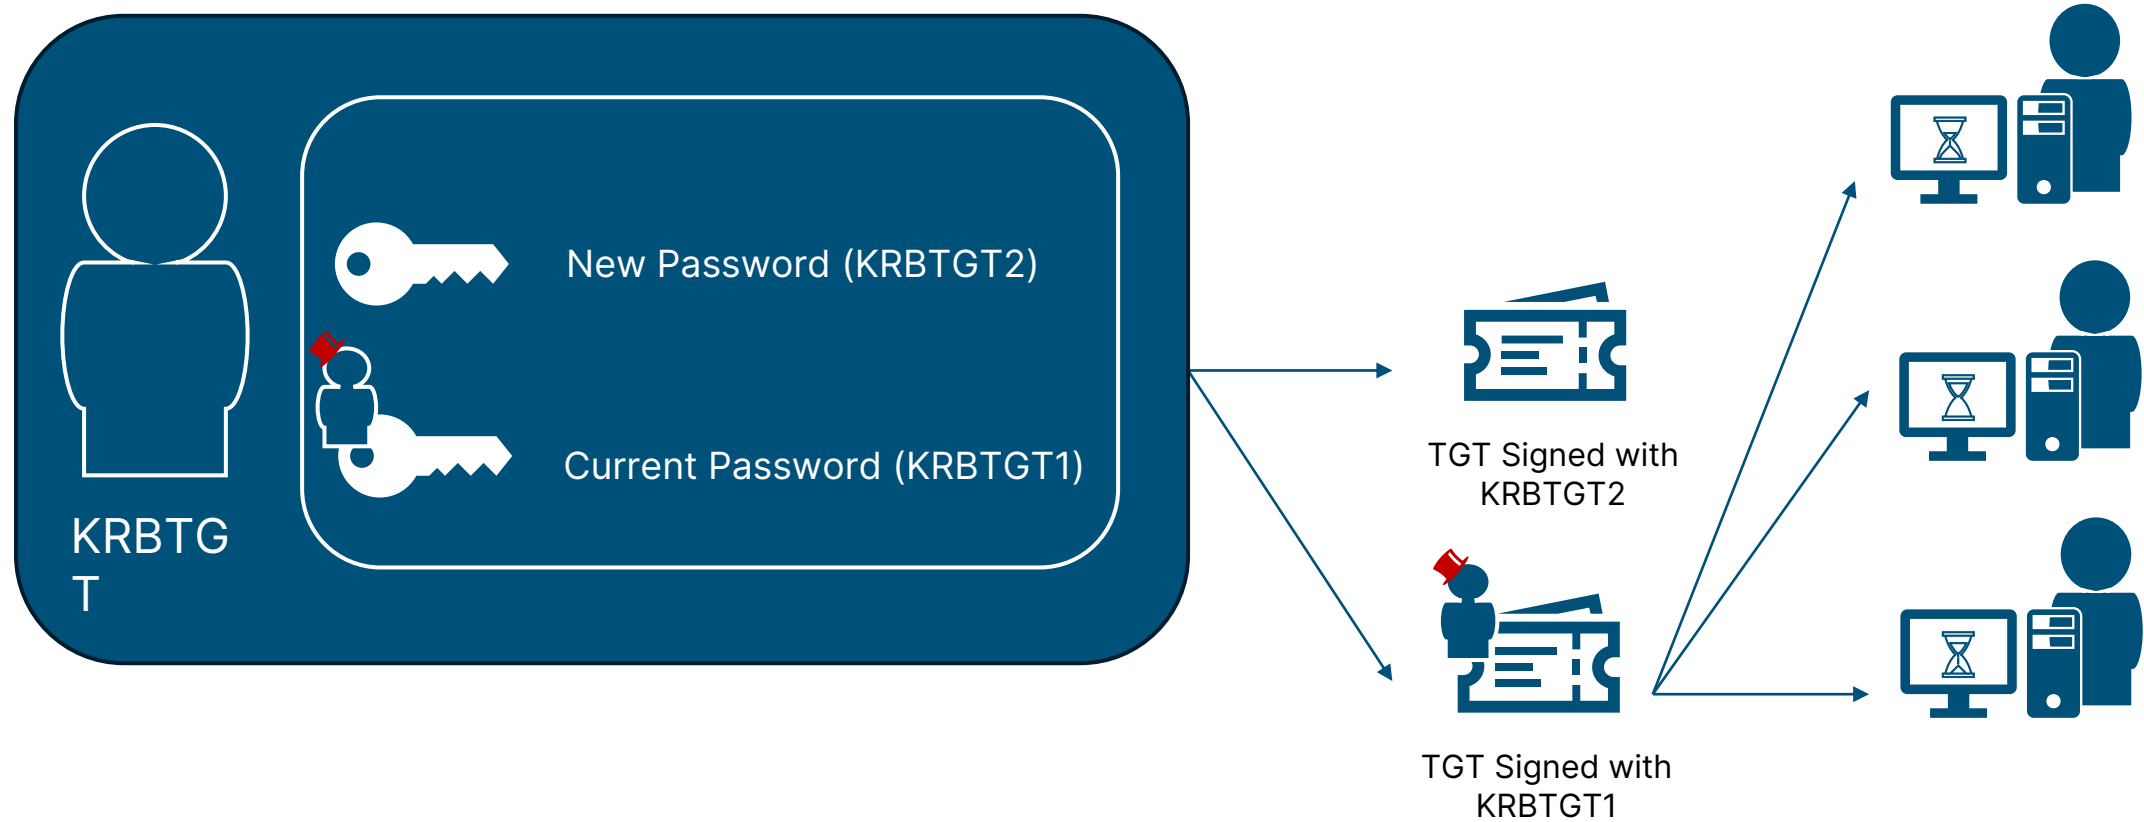 New Password (KRBTGT2)
Current Password (KRBTGT1)
KRBTG
T
TGT Signed with
KRBTGT2
TGT Signed with
KRBTGT1